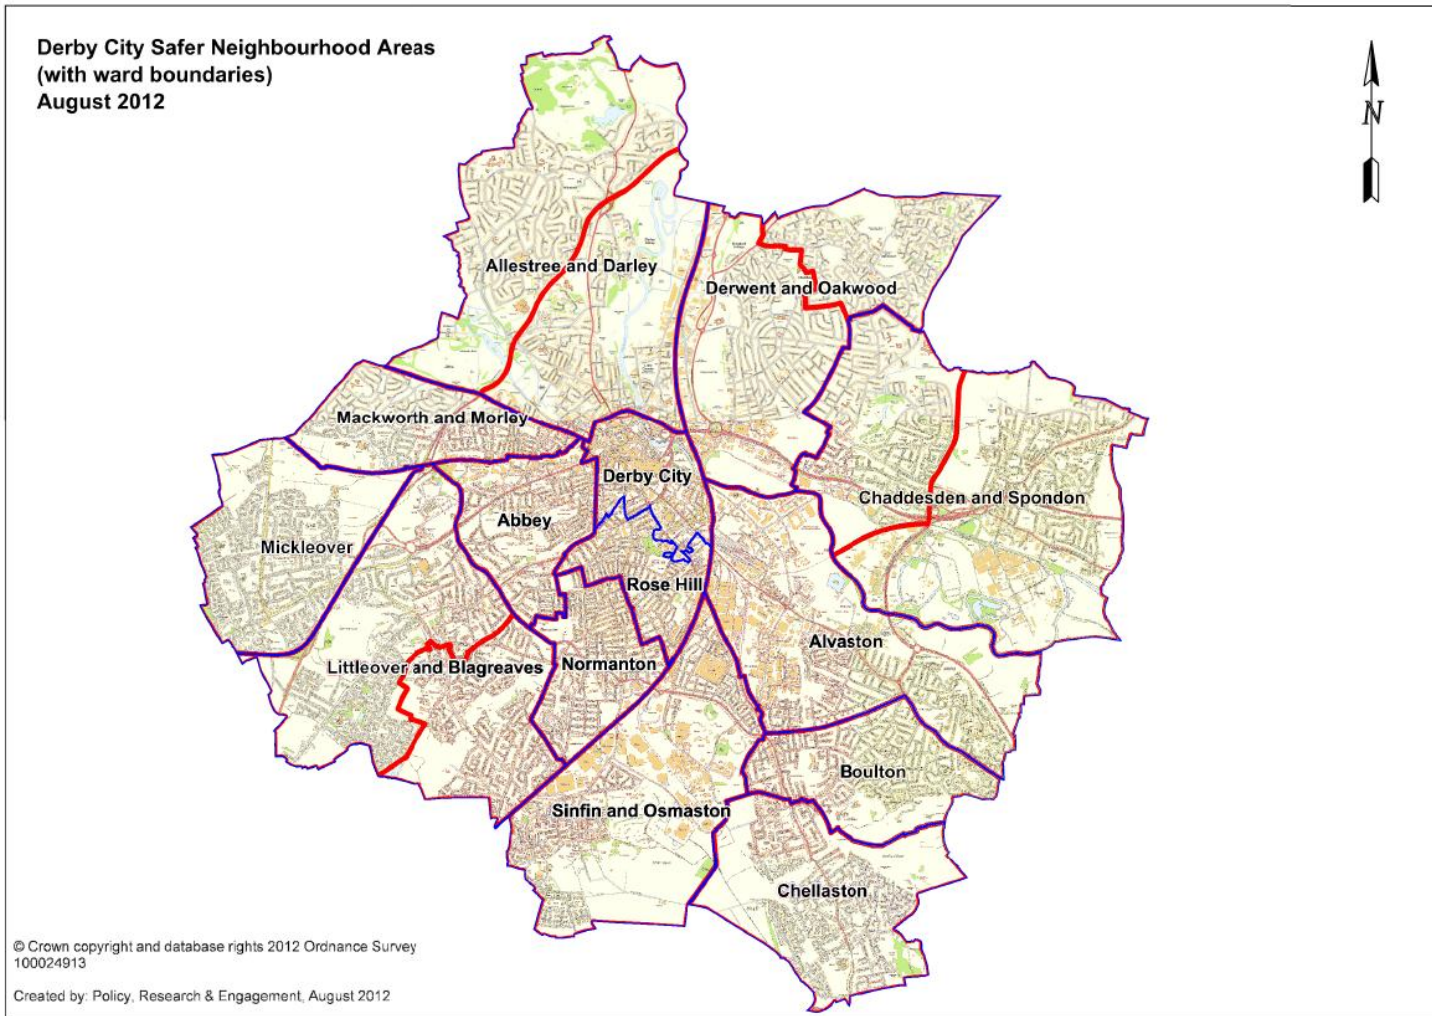 Derby City Safer Neighbourhood Areas
(with ward boundaries)
August 2012
N
Allestree and Darley
Derwent and Oakwood
Mackworth and Morley
Derby City
Chaddesden and Spondon
Abbey
Mickleover
Rose Hill
Alvaston
Littleover and Blagreaves
Normanton
Boulton
Sinfin and Osmaston
Chellaston
© Crown copyright and database rights 2012 Ordnance Survey
100024913
Created by: Policy, Research & Engagement, August 2012